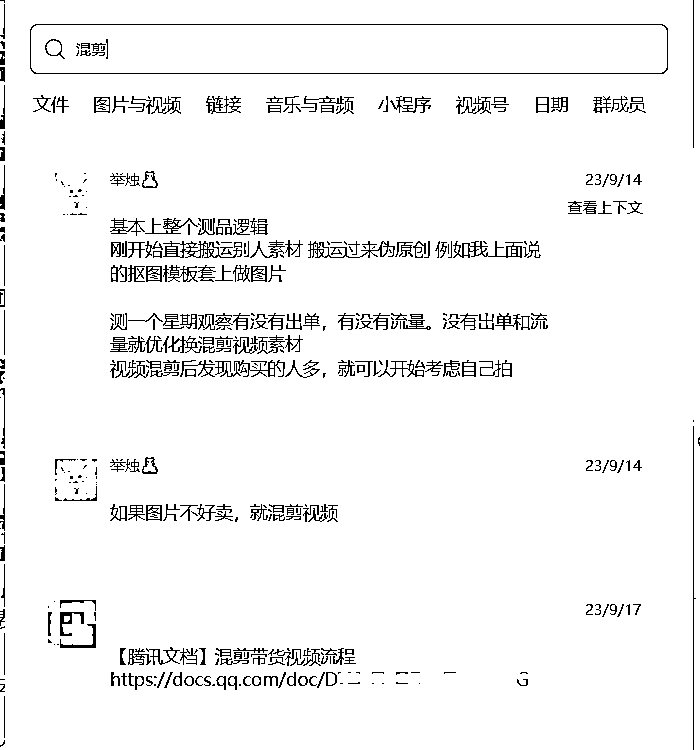 混剪
文件 图片与视频 链接 音乐与音频 小程序 视频号 日期 群成员
举烛 23/9/14
查看上下文
基本上整个测品逻辑
刚开始直接搬运别人素材 搬运过来伪原创 例如我上面说
的抠图模板套上做图片
测一个星期观察有没有出单，有没有流量。没有出单和流
量就优化换混剪视频素材
视频混剪后发现购买的人多，就可以开始考虑自己拍
举烛 23/9/14
如果图片不好卖，就混剪视频
23/9/17
【腾讯文档】混剪带货视频流程
https://docs.qq.com/doc/D